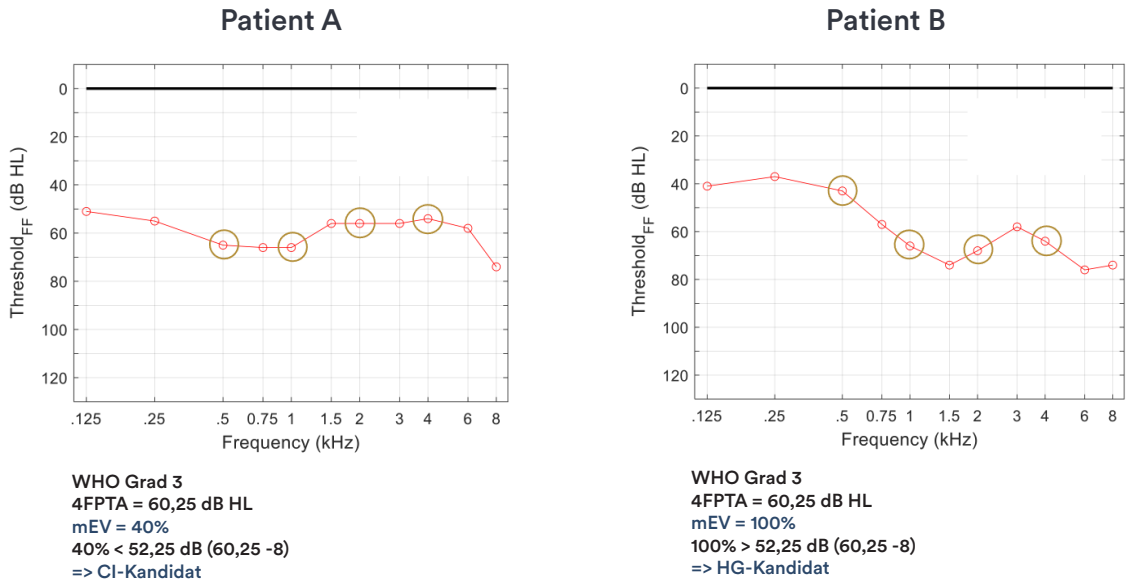 Patient A
Threshold_FF (dB HL)
0
20
40
60
80
100
120
.125 .25 .5 0.75 1 1.5 2 3 4 6 8
Frequency (kHz)
WHO Grad 3
4FPTA = 60,25 dB HL
mEV = 40%
40% < 52,25 dB (60,25 -8)
=> CI-Kandidat
Patient B
Threshold_FF (dB HL)
0
20
40
60
80
100
120
.125 .25 .5 0.75 1 1.5 2 3 4 6 8
Frequency (kHz)
WHO Grad 3
4FPTA = 60,25 dB HL
mEV = 100%
100% > 52,25 dB (60,25 -8)
=> HG-Kandidat